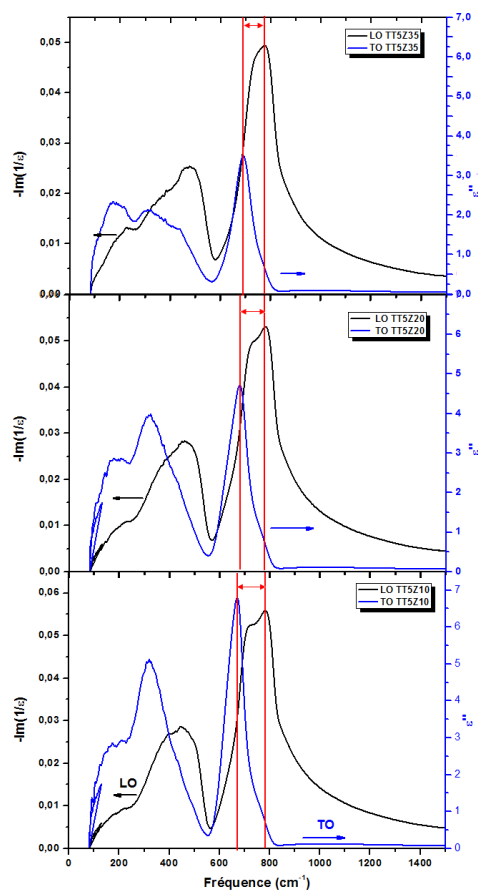 7,0
LO TT5Z35
TO TT5Z35
6,0
0,05
5,0
0,04
4,0
0,03
3,0
0,02
2,0
0,01
1,0
0,00
0,0
-Im(1/ε)
ε''
LO TT5Z20
TO TT5Z20
6
0,05
5
0,04
4
0,03
3
0,02
2
0,01
1
0,00
0
-Im(1/ε)
ε''
LO TT5Z10
TO TT5Z10
7
0,06
6
0,05
5
0,04
4
0,03
3
0,02
2
0,01
1
0,00
0
-Im(1/ε)
ε''
LO
TO
0 200 400 600 800 1000 1200 1400
Fréquence (cm-1)